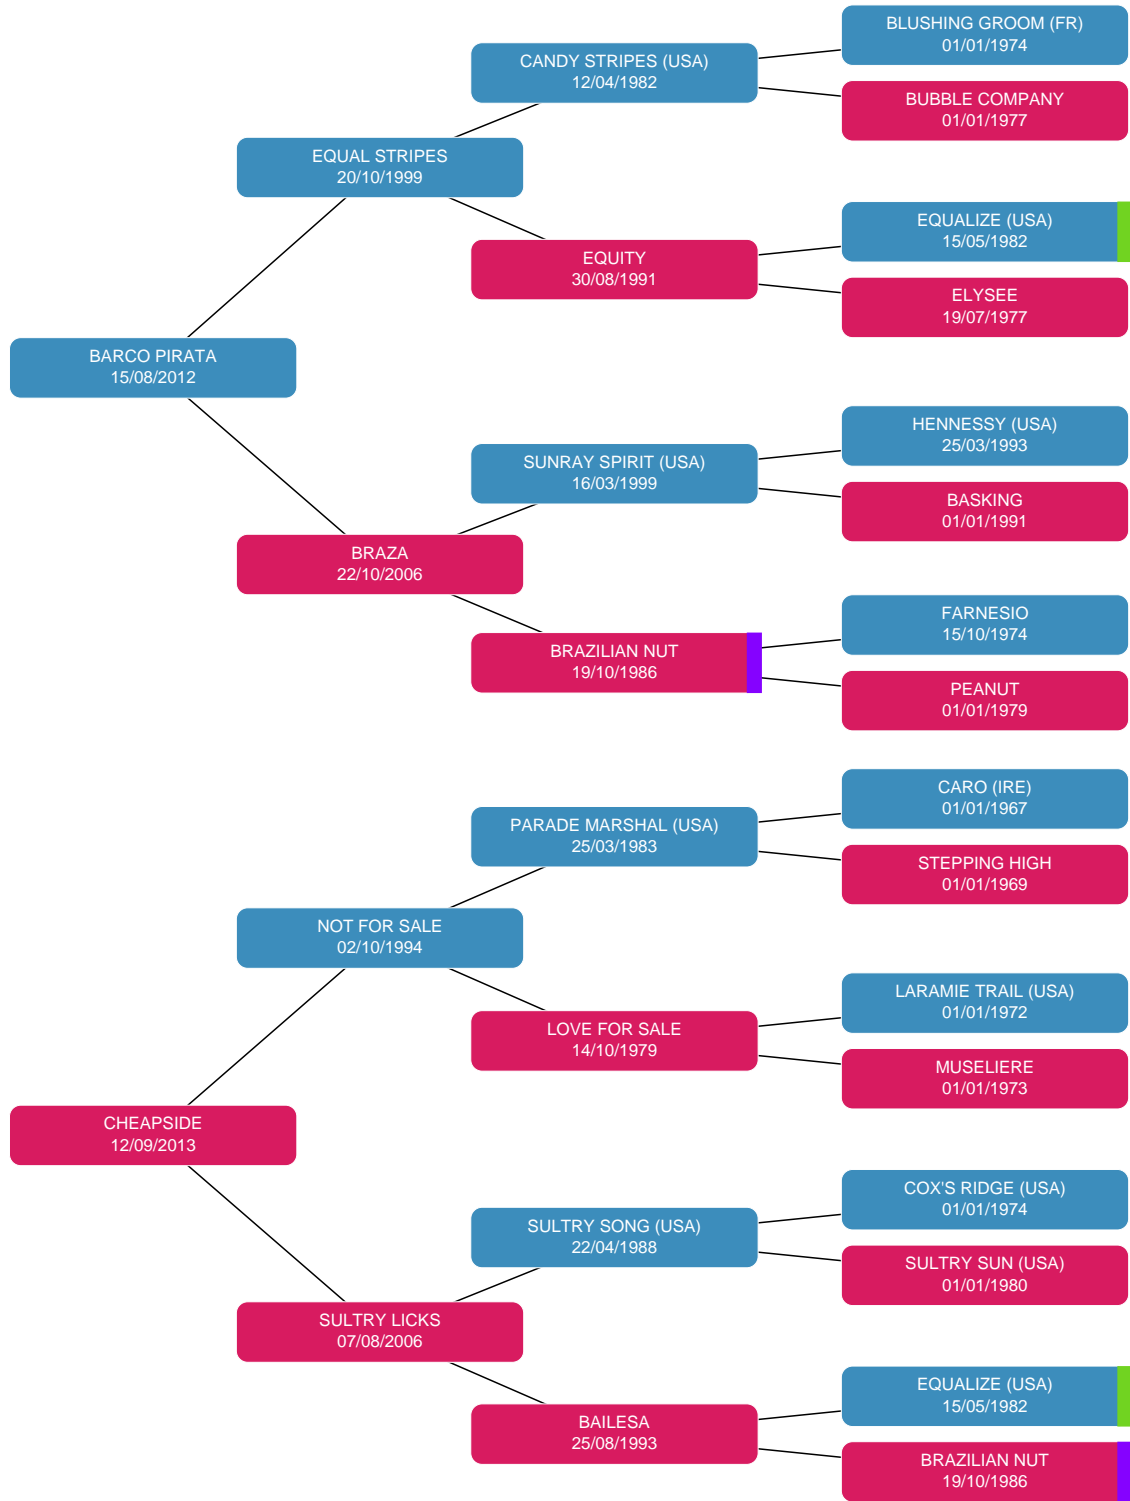 BLUSHING GROOM (FR)
01/01/1974
CANDY STRIPES (USA)
12/04/1982
BUBBLE COMPANY
01/01/1977
EQUAL STRIPES
20/10/1999
EQUALIZE (USA)
15/05/1982
EQUITY
30/08/1991
ELYSEE
19/07/1977
BARCO PIRATA
15/08/2012
HENNESSY (USA)
25/03/1993
SUNRAY SPIRIT (USA)
16/03/1999
BASKING
01/01/1991
BRAZA
22/10/2006
FARNESIO
15/10/1974
BRAZILIAN NUT
19/10/1986
PEANUT
01/01/1979
CARO (IRE)
01/01/1967
PARADE MARSHAL (USA)
25/03/1983
STEPPING HIGH
01/01/1969
NOT FOR SALE
02/10/1994
LARAMIE TRAIL (USA)
01/01/1972
LOVE FOR SALE
14/10/1979
MUSELIERE
01/01/1973
CHEAPSIDE
12/09/2013
COX'S RIDGE (USA)
01/01/1974
SULTRY SONG (USA)
22/04/1988
SULTRY SUN (USA)
01/01/1980
SULTRY LICKS
07/08/2006
EQUALIZE (USA)
15/05/1982
BAILESA
25/08/1993
BRAZILIAN NUT
19/10/1986